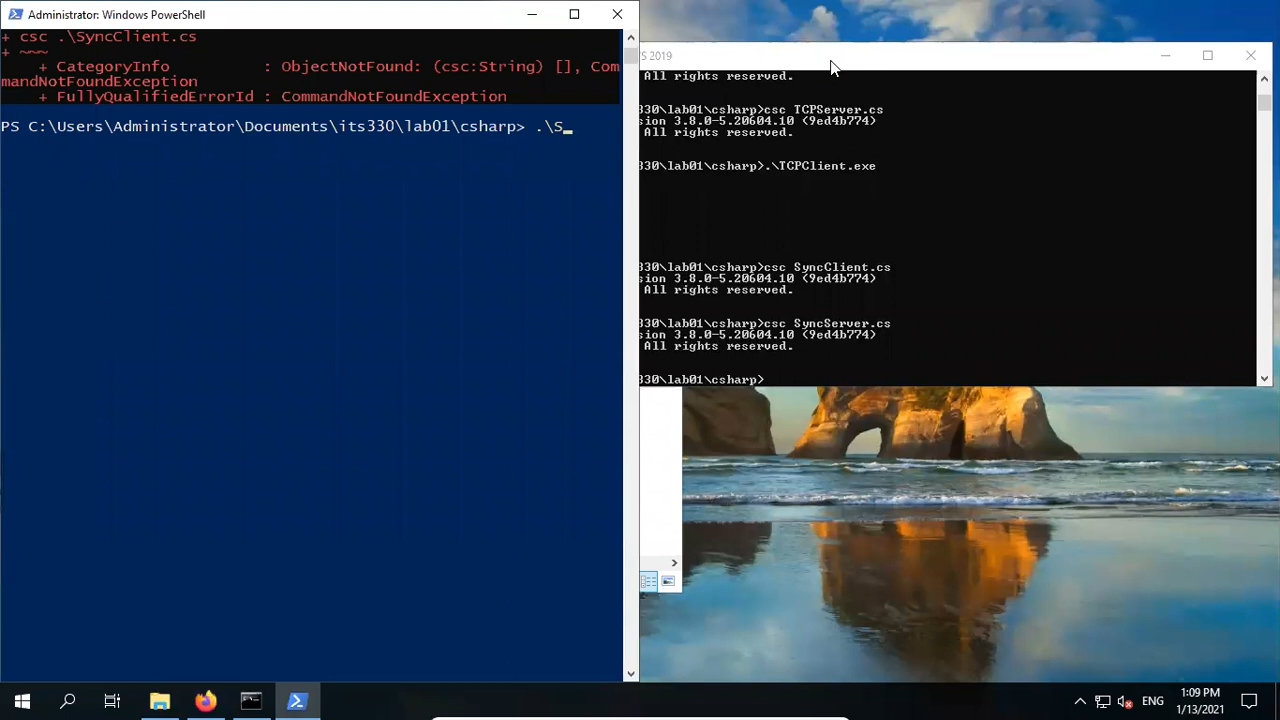 Administrator: Windows PowerShell
+ csc .\SyncClient.cs
+ ~~~
+ CategoryInfo : ObjectNotFound: (csc:String) [], Com
mandNotFoundException
+ FullyQualifiedErrorId : CommandNotFoundException
PS C:\Users\Administrator\Documents\its330\lab01\csharp> .\S_
S 2019
All rights reserved.
330\lab01\csharp>csc TCPServer.cs
sion 3.8.0-5.20604.10 (9ed4b774)
All rights reserved.
330\lab01\csharp>.\TCPClient.exe
330\lab01\csharp>csc SyncClient.cs
sion 3.8.0-5.20604.10 (9ed4b774)
All rights reserved.
330\lab01\csharp>csc SyncServer.cs
sion 3.8.0-5.20604.10 (9ed4b774)
All rights reserved.
330\lab01\csharp>
ENG
1:09 PM
1/13/2021